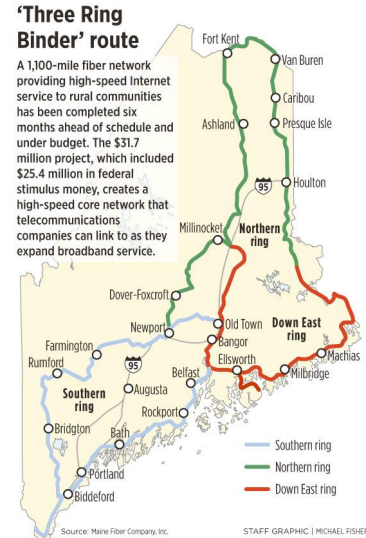 ‘Three Ring
Binder’ route
A 1,100-mile fiber network
providing high-speed Internet
service to rural communities
has been completed six
months ahead of schedule and
under budget. The $31.7
million project, which included
$25.4 million in federal
stimulus money, creates a
high-speed core network that
telecommunications
companies can link to as they
expand broadband service.
Fort Kent
Van Buren
Caribou
Ashland
Presque Isle
95
Houlton
Millinocket
Northern
ring
Dover-Foxcroft
Newport
Old Town
Down East
ring
Bangor
Farmington
Ellsworth
Machias
Rumford
95
Belfast
Milbridge
Augusta
Southern
ring
Rockport
Bridgton
Bath
Portland
Biddeford
Southern ring
Northern ring
Down East ring
Source: Maine Fiber Company, Inc.
STAFF GRAPHIC | MICHAEL FISHER